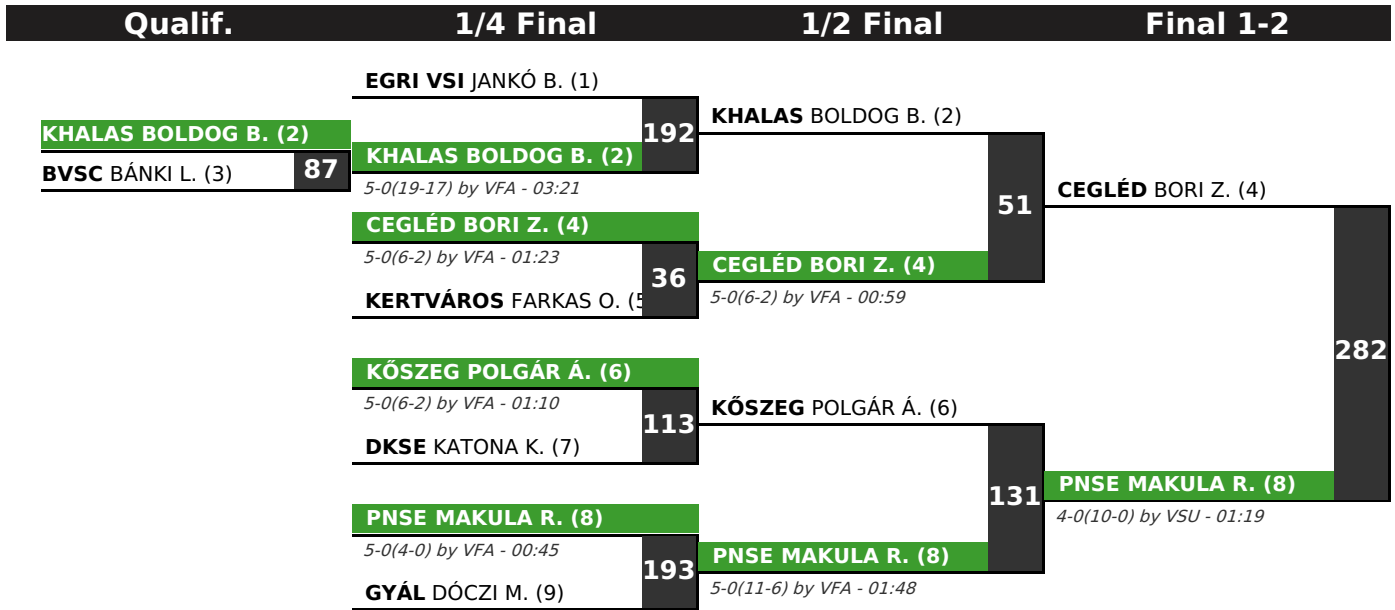 Qualif. 1/4 Final 1/2 Final Final 1-2
EGRI VSI JANKÓ B. (1)
KHALAS BOLDOG B. (2)
BVSC BÁNKI L. (3)
87
192
KHALAS BOLDOG B. (2)
5-0(19-17) by VFA - 03:21
CEGLÉD BORI Z. (4)
5-0(6-2) by VFA - 01:23
36
KERTVÁROS FARKAS O. (5
KŐSZEG POLGÁR Á. (6)
5-0(6-2) by VFA - 01:10
113
DKSE KATONA K. (7)
PNSE MAKULA R. (8)
5-0(4-0) by VFA - 00:45
193
GYÁL DÓCZI M. (9)
KHALAS BOLDOG B. (2)
51
CEGLÉD BORI Z. (4)
5-0(6-2) by VFA - 00:59
KŐSZEG POLGÁR Á. (6)
131
PNSE MAKULA R. (8)
5-0(11-6) by VFA - 01:48
CEGLÉD BORI Z. (4)
282
PNSE MAKULA R. (8)
4-0(10-0) by VSU - 01:19